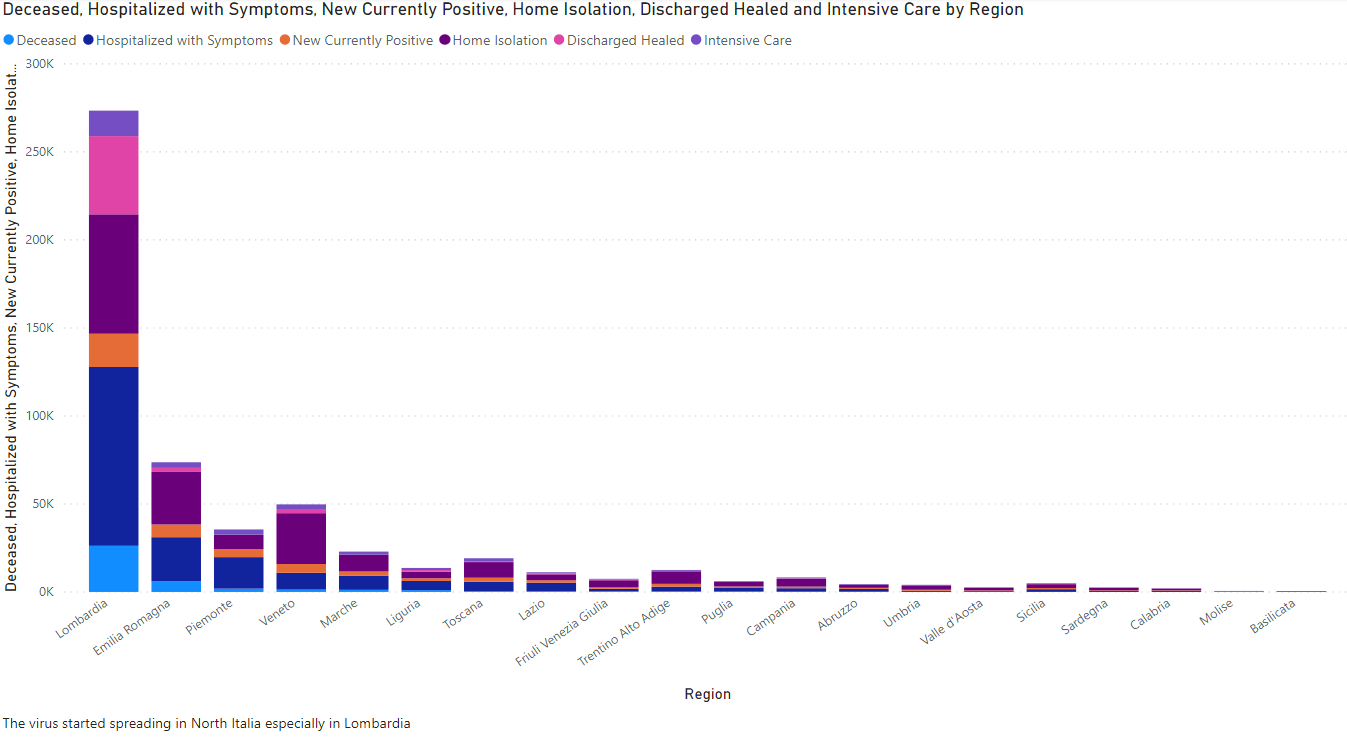 Deceased, Hospitalized with Symptoms, New Currently Positive, Home Isolation, Discharged Healed and Intensive Care by Region
Deceased Hospitalized with Symptoms New Currently Positive Home Isolation Discharged Healed Intensive Care
Deceased, Hospitalized with Symptoms, New Currently Positive, Home Isolat...
300K
250K
200K
150K
100K
50K
0K
Lombardia
Emilia Romagna
Piemonte
Veneto
Marche
Liguria
Toscana
Lazio
Friuli Venezia Giulia
Trentino Alto Adige
Puglia
Campania
Abruzzo
Umbria
Valle d'Aosta
Sicilia
Sardegna
Calabria
Molise
Basilicata
Region
The virus started spreading in North Italia especially in Lombardia